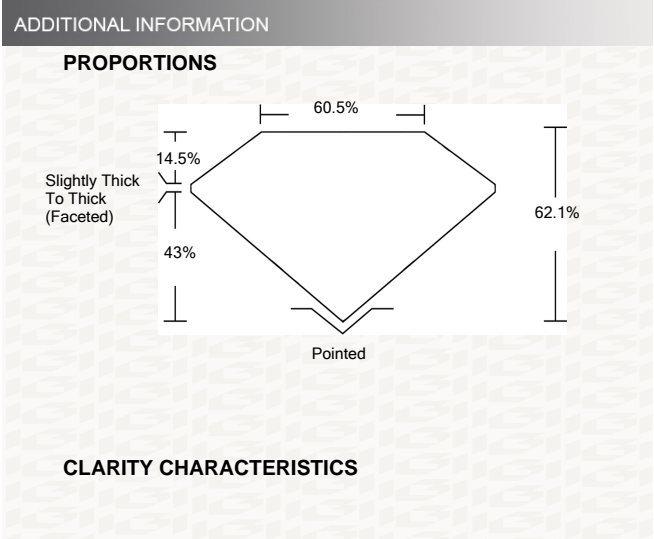 ADDITIONAL INFORMATION
PROPORTIONS
60.5%
14.5%
Slightly Thick
To Thick
(Faceted)
62.1%
43%
Pointed
CLARITY CHARACTERISTICS